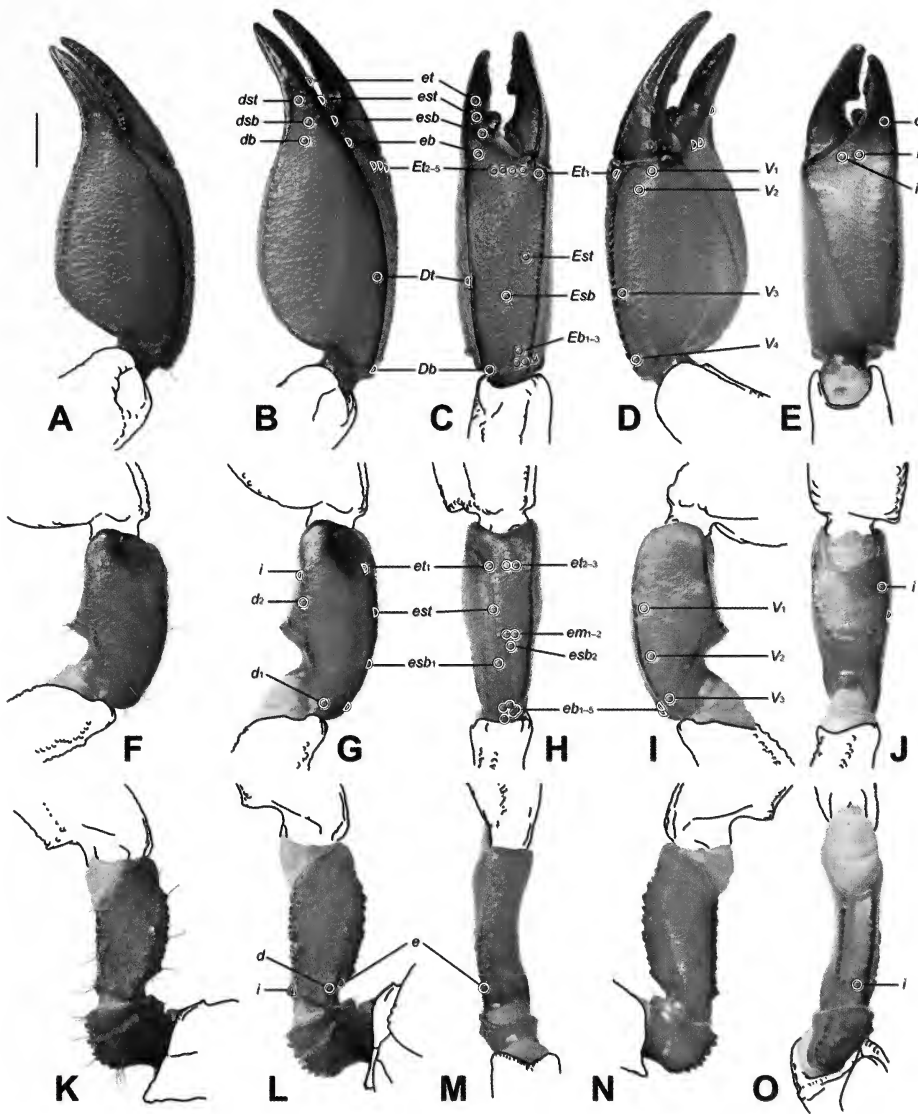 et
est
esb
eb
Et2–5
dst
dsb
db
Et1
V1
V2
Est
Dt
Esb
V3
Eb1–3
Db
V4
i
A B C D E
i
d2
et1
et2–3
est
V1
em1–2
esb2
esb1
V2
d1
eb1–5
V3
i
F G H I J
d
i
e
i
K L M N O